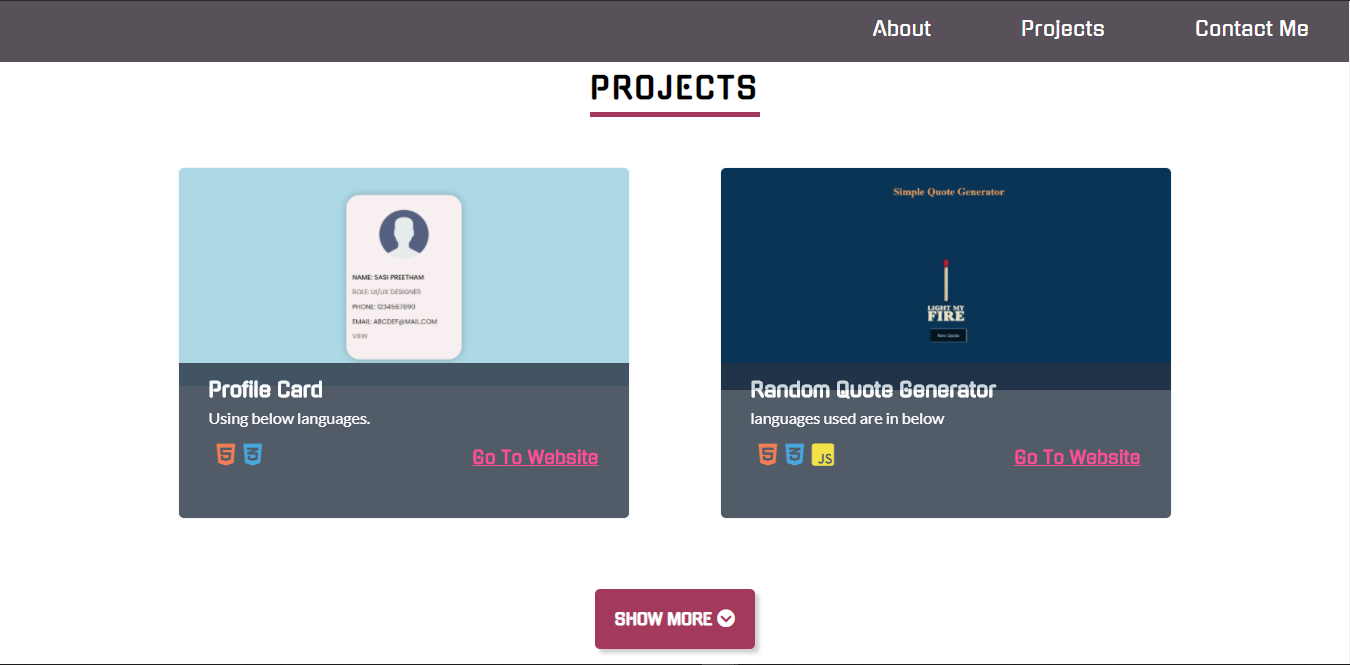 About Projects Contact Me
PROJECTS
NAME: SASI PREETHAM
ROLE: UI/UX DESIGNER
PHONE: 1234567890
EMAIL: ABCDEF@MAIL.COM
VIEW
Profile Card
Using below languages.
5 3
Go To Website
Simple Quote Generator
LIGHT MY
FIRE
New Quote
Random Quote Generator
languages used are in below
5 3 JS
Go To Website
SHOW MORE